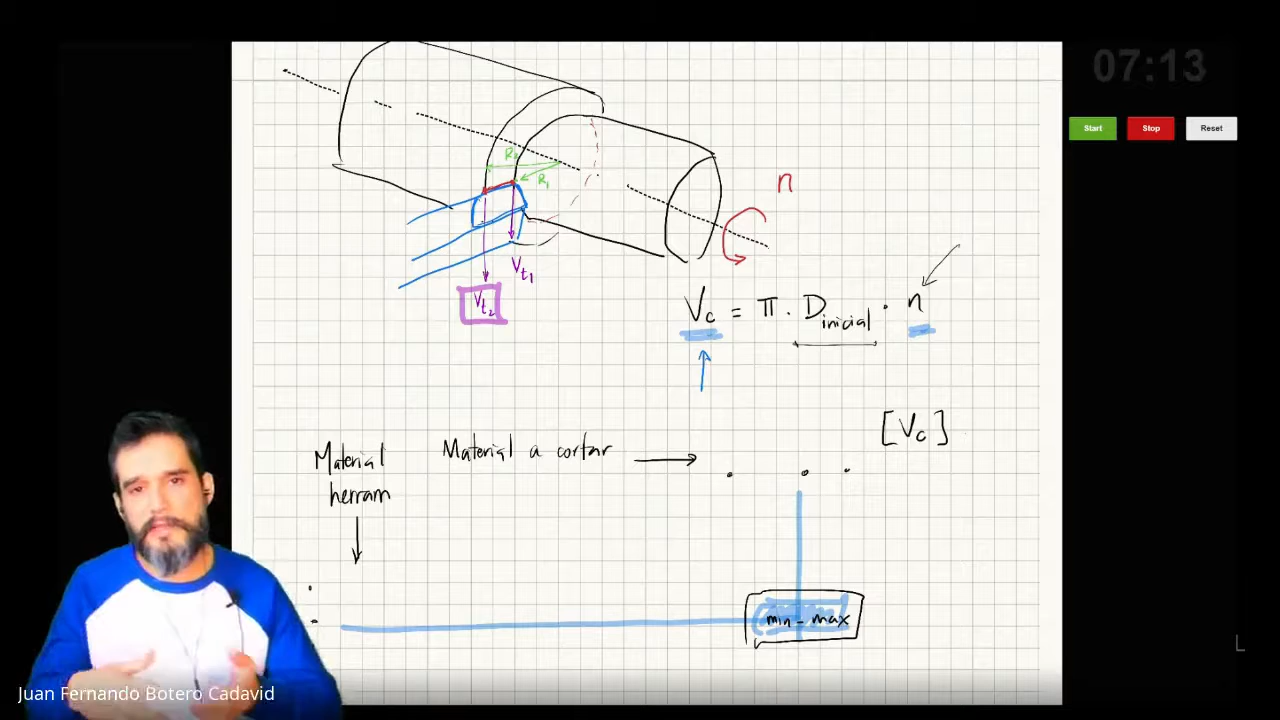 07:13
Start Stop Reset
R₂
R₁
n
Vt₁
Vt₂
Vc = π · Dinicial · n
[Vc]
Material a cortar
Material
herram
min - max
Juan Fernando Botero Cadavid